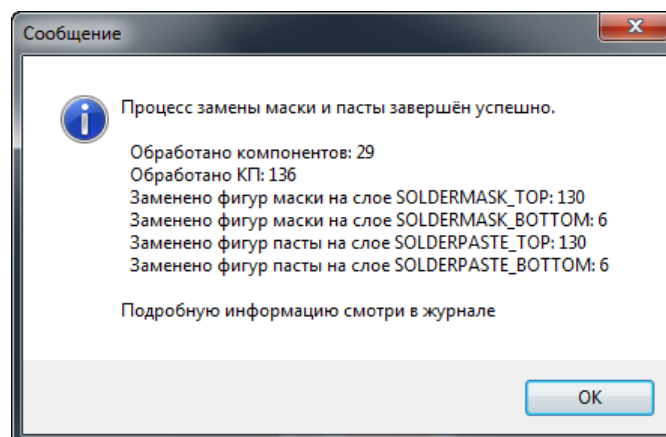 Сообщение
Процесс замены маски и пасты завершён успешно.
Обработано компонентов: 29
Обработано КП: 136
Заменено фигур маски на слое SOLDERMASK_TOP: 130
Заменено фигур маски на слое SOLDERMASK_BOTTOM: 6
Заменено фигур пасты на слое SOLDERPASTE_TOP: 130
Заменено фигур пасты на слое SOLDERPASTE_BOTTOM: 6
Подробную информацию смотри в журнале
OK